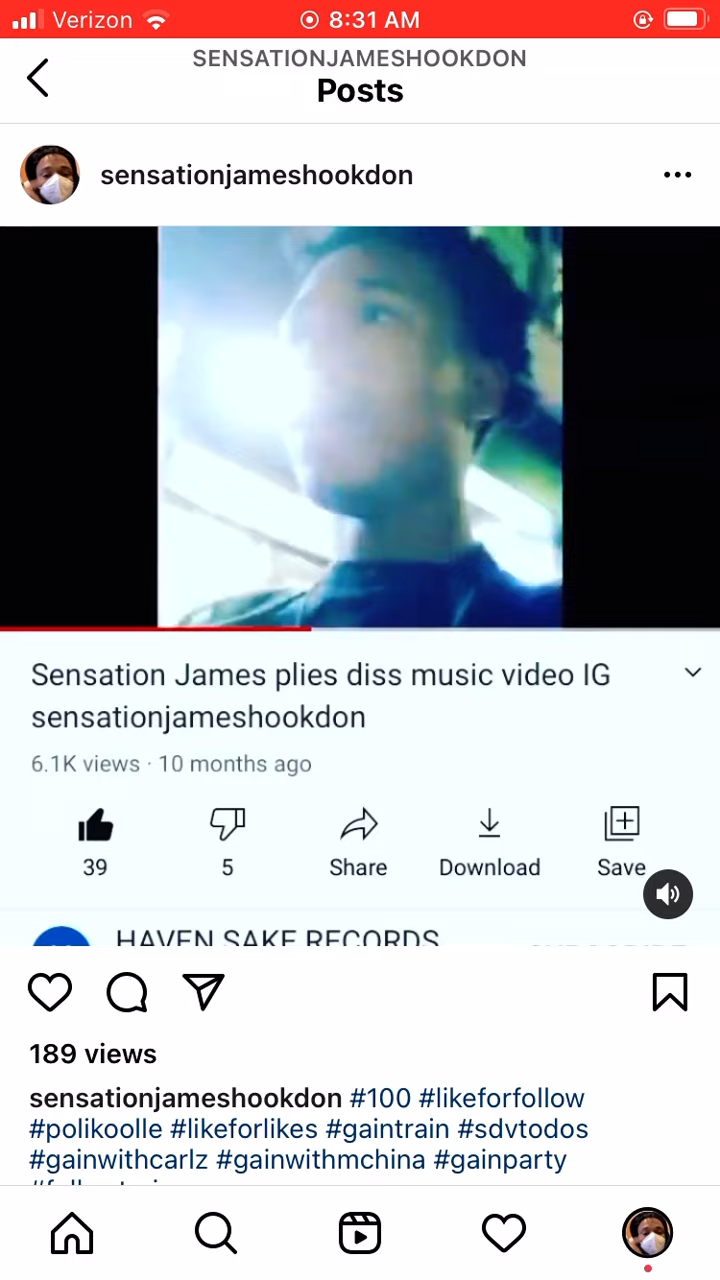 Verizon 8:31 AM
SENSATIONJAMESHOOKDON
Posts
sensationjameshookdon
Sensation James plies diss music video IG
sensationjameshookdon
6.1K views · 10 months ago
39 5 Share Download Save
HAVEN SAKE RECORDS
189 views
sensationjameshookdon #100 #likeforfollow
#polikoolle #likeforlikes #gaintrain #sdvtodos
#gainwithcarlz #gainwithmchina #gainparty